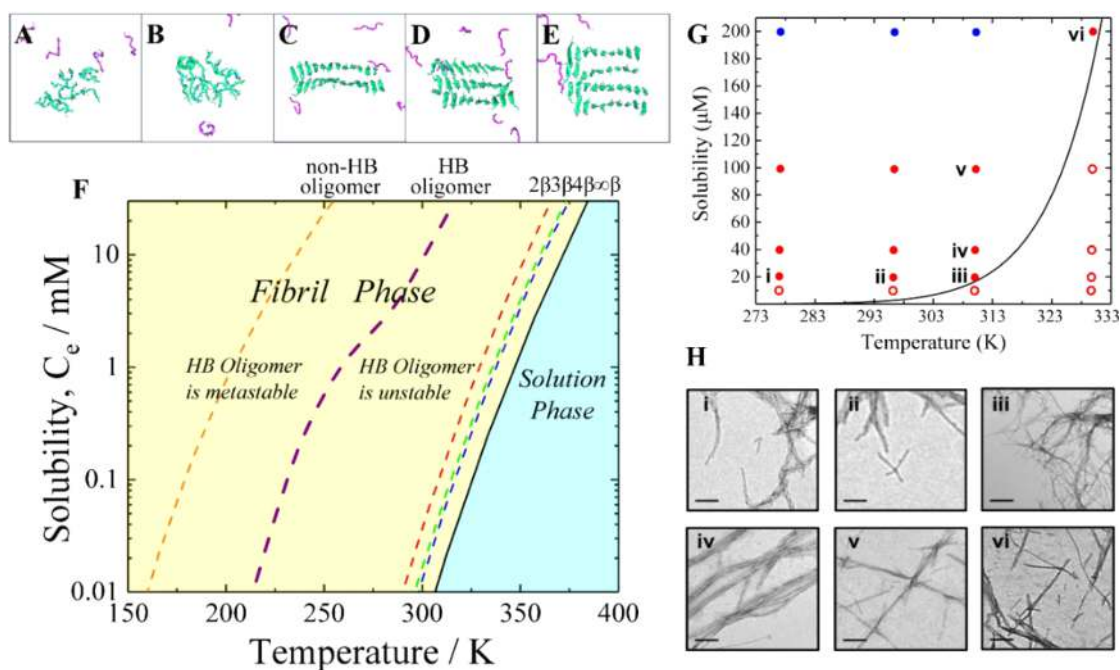 A
B
C
D
E
F
non-HB
oligomer
HB
oligomer
2β3β4β∞β
10
1
0.1
0.01
Solubility, Ce / mM
Fibril Phase
HB Oligomer
is metastable
HB Oligomer
is unstable
Solution
Phase
150
200
250
300
350
400
Temperature / K
G
200
180
160
140
120
100
80
60
40
20
Solubility (μM)
vi
v
iv
i
ii
iii
273
283
293
303
313
323
333
Temperature (K)
H
i
ii
iii
iv
v
vi